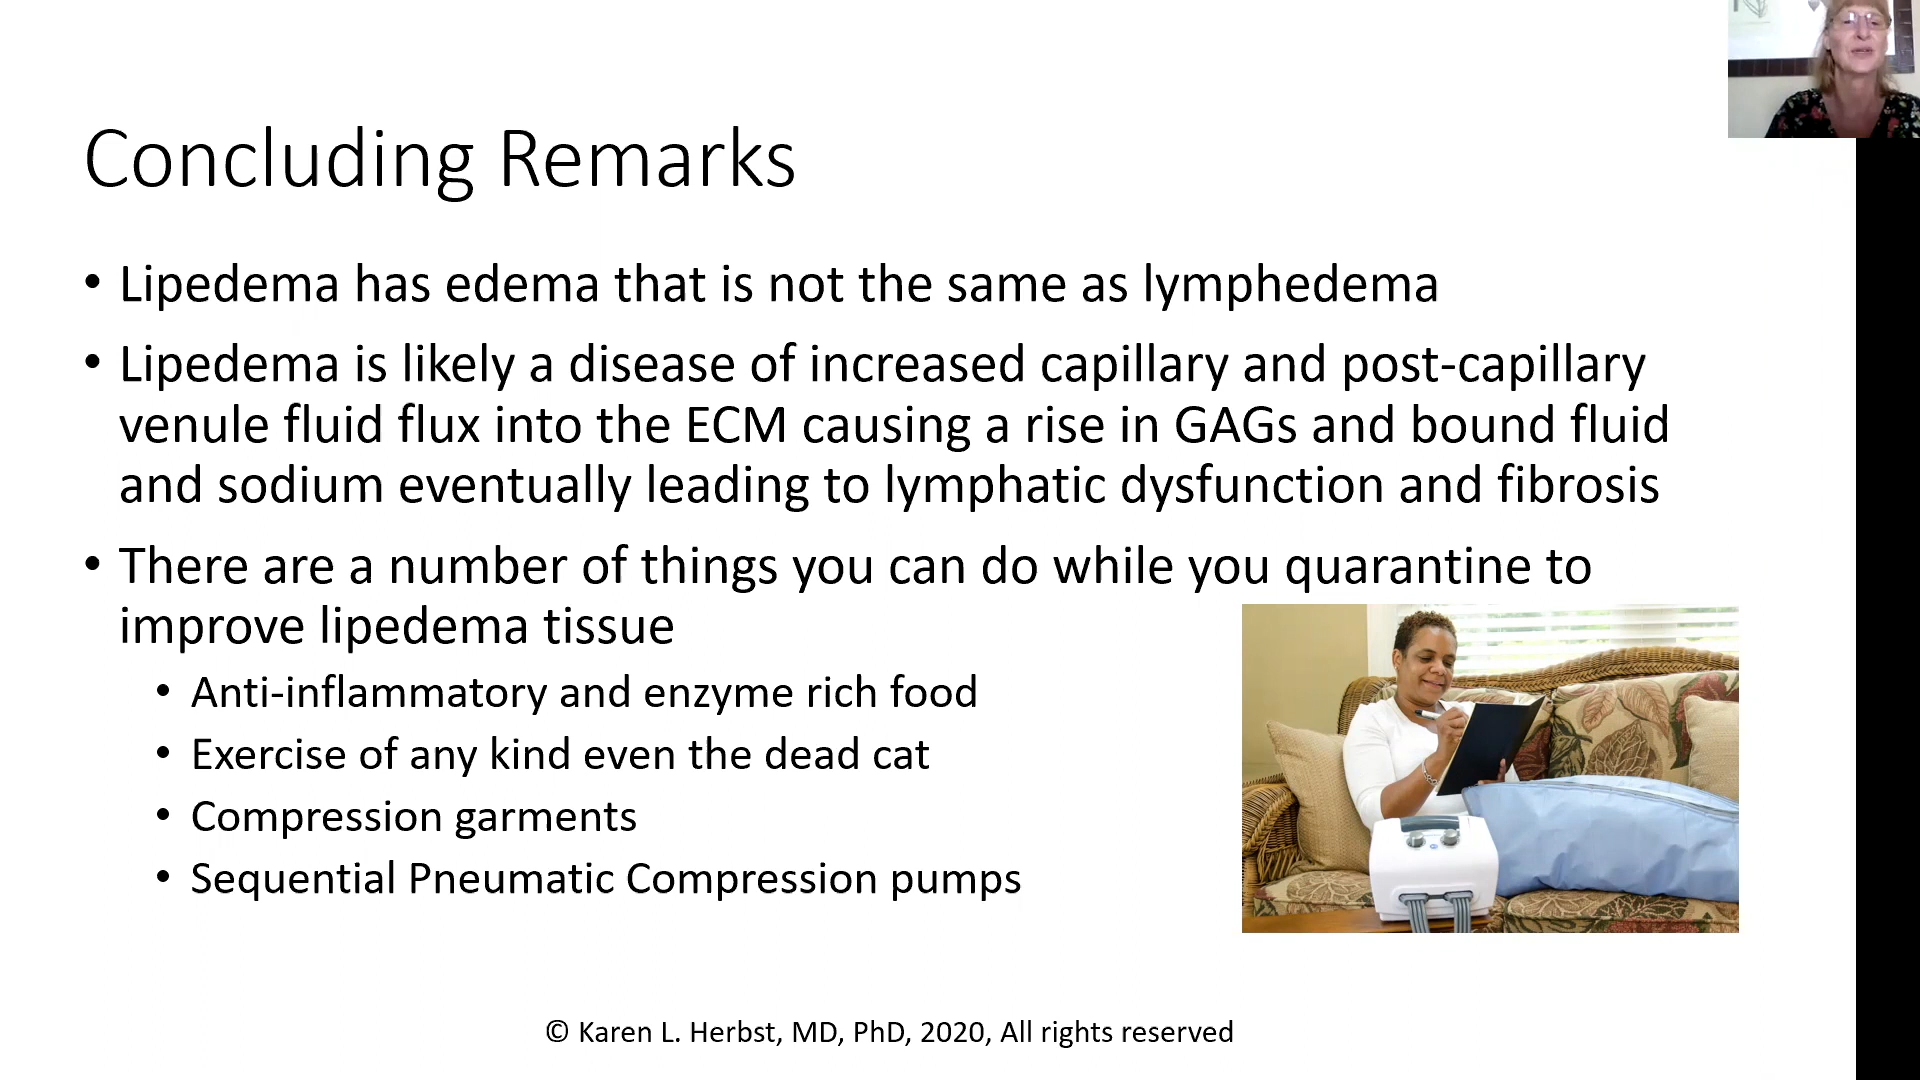 Concluding Remarks
• Lipedema has edema that is not the same as lymphedema
• Lipedema is likely a disease of increased capillary and post-capillary
venule fluid flux into the ECM causing a rise in GAGs and bound fluid
and sodium eventually leading to lymphatic dysfunction and fibrosis
• There are a number of things you can do while you quarantine to
improve lipedema tissue
• Anti-inflammatory and enzyme rich food
• Exercise of any kind even the dead cat
• Compression garments
• Sequential Pneumatic Compression pumps
© Karen L. Herbst, MD, PhD, 2020, All rights reserved